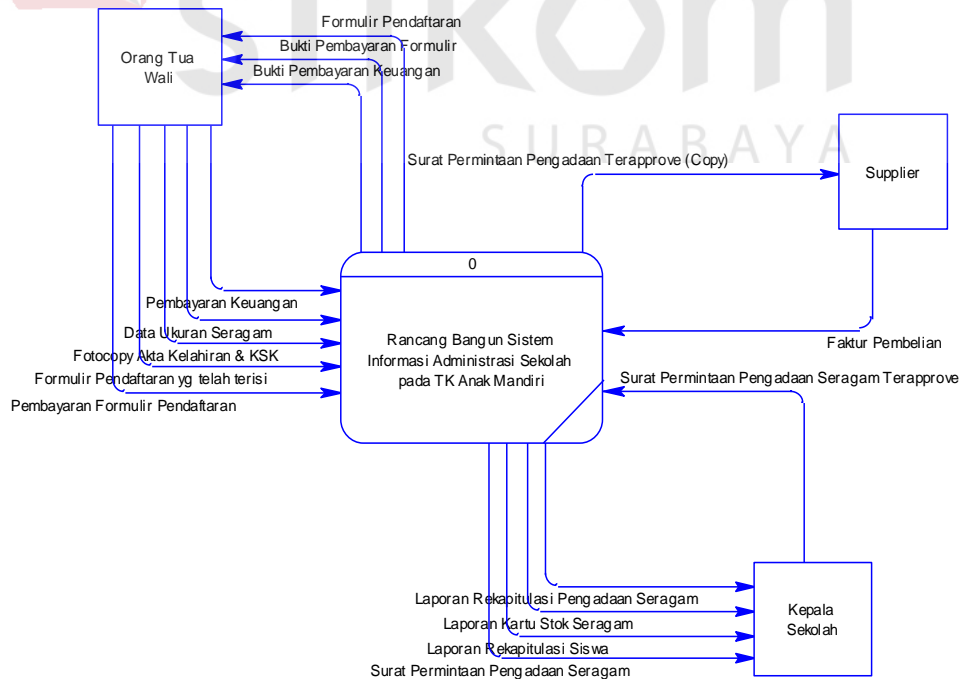 stikom
SURABAYA
Formulir Pendaftaran
Bukti Pembayaran Formulir
Bukti Pembayaran Keuangan
Orang Tua
Wali
Surat Permintaan Pengadaan Terapprove (Copy)
Supplier
0
Rancang Bangun Sistem
Informasi Administrasi Sekolah
pada TK Anak Mandiri
Pembayaran Keuangan
Data Ukuran Seragam
Fotocopy Akta Kelahiran & KSK
Formulir Pendaftaran yg telah terisi
Pembayaran Formulir Pendaftaran
Faktur Pembelian
Surat Permintaan Pengadaan Seragam Terapprove
Laporan Rekapitulasi Pengadaan Seragam
Laporan Kartu Stok Seragam
Laporan Rekapitulasi Siswa
Surat Permintaan Pengadaan Seragam
Kepala
Sekolah